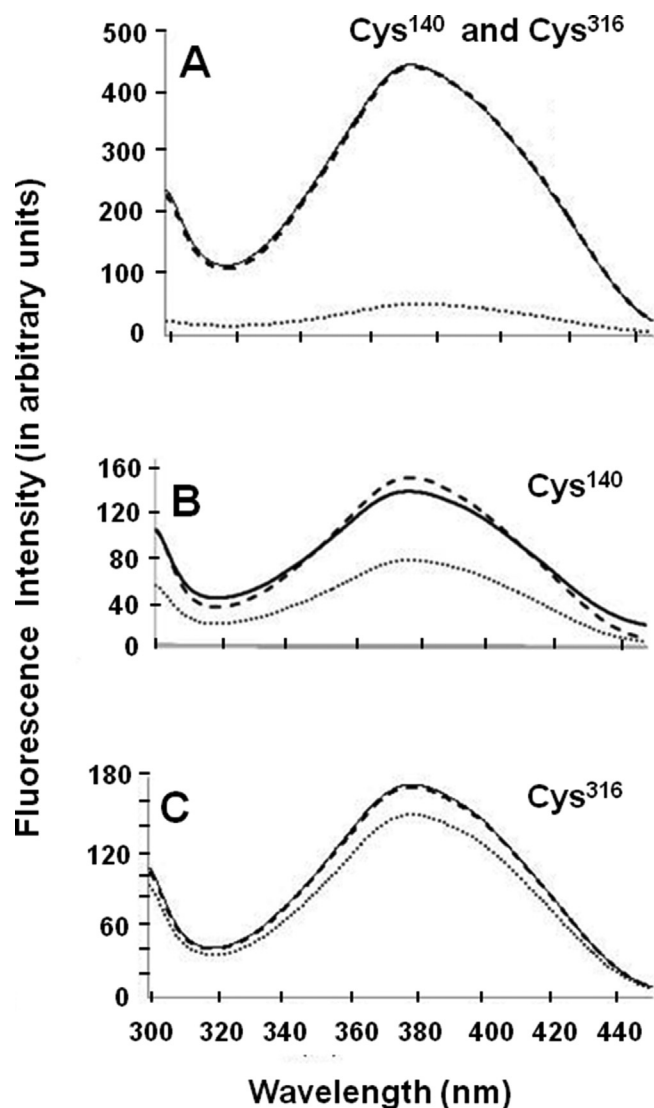 Fluorescence Intensity (in arbitrary units)
Cys¹⁴⁰ and Cys³¹⁶
A
500
400
300
200
100
0
Cys¹⁴⁰
B
160
120
80
40
0
Cys³¹⁶
C
180
120
60
0
300 320 340 360 380 400 420 440
Wavelength (nm)